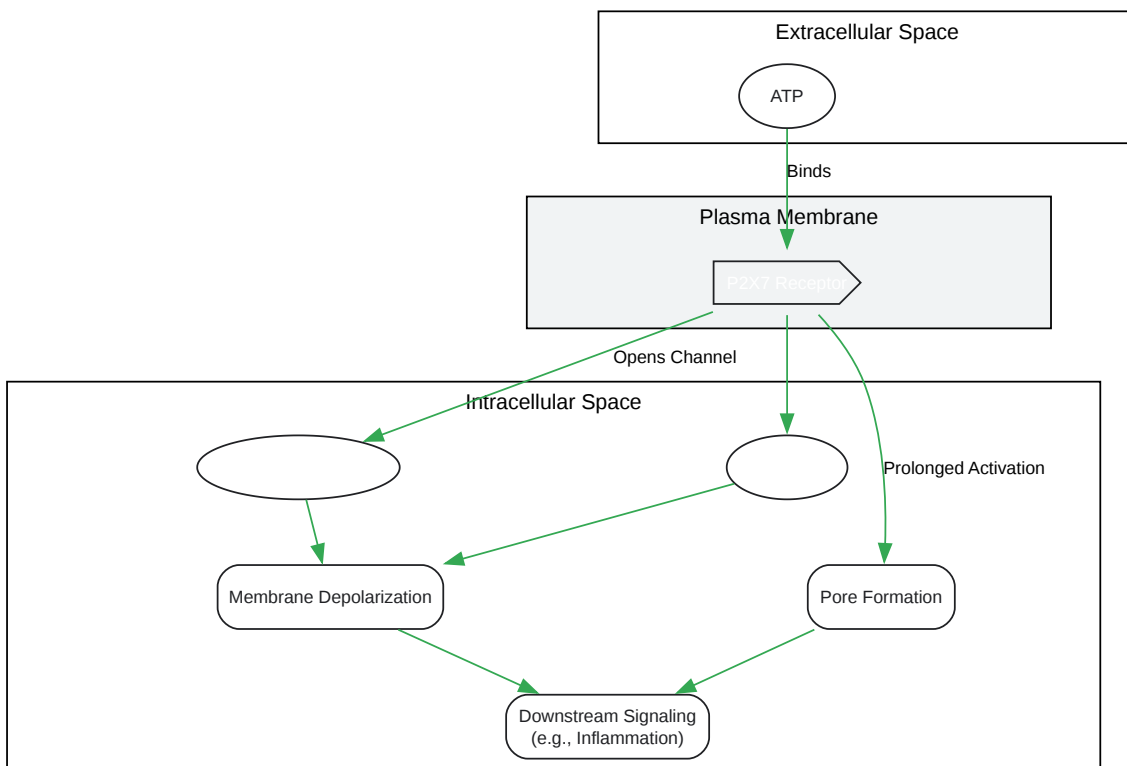 Extracellular Space
ATP
Binds
Plasma Membrane
P2X7 Receptor
Opens Channel
Intracellular Space
Prolonged Activation
Membrane Depolarization
Pore Formation
Downstream Signaling
(e.g., Inflammation)